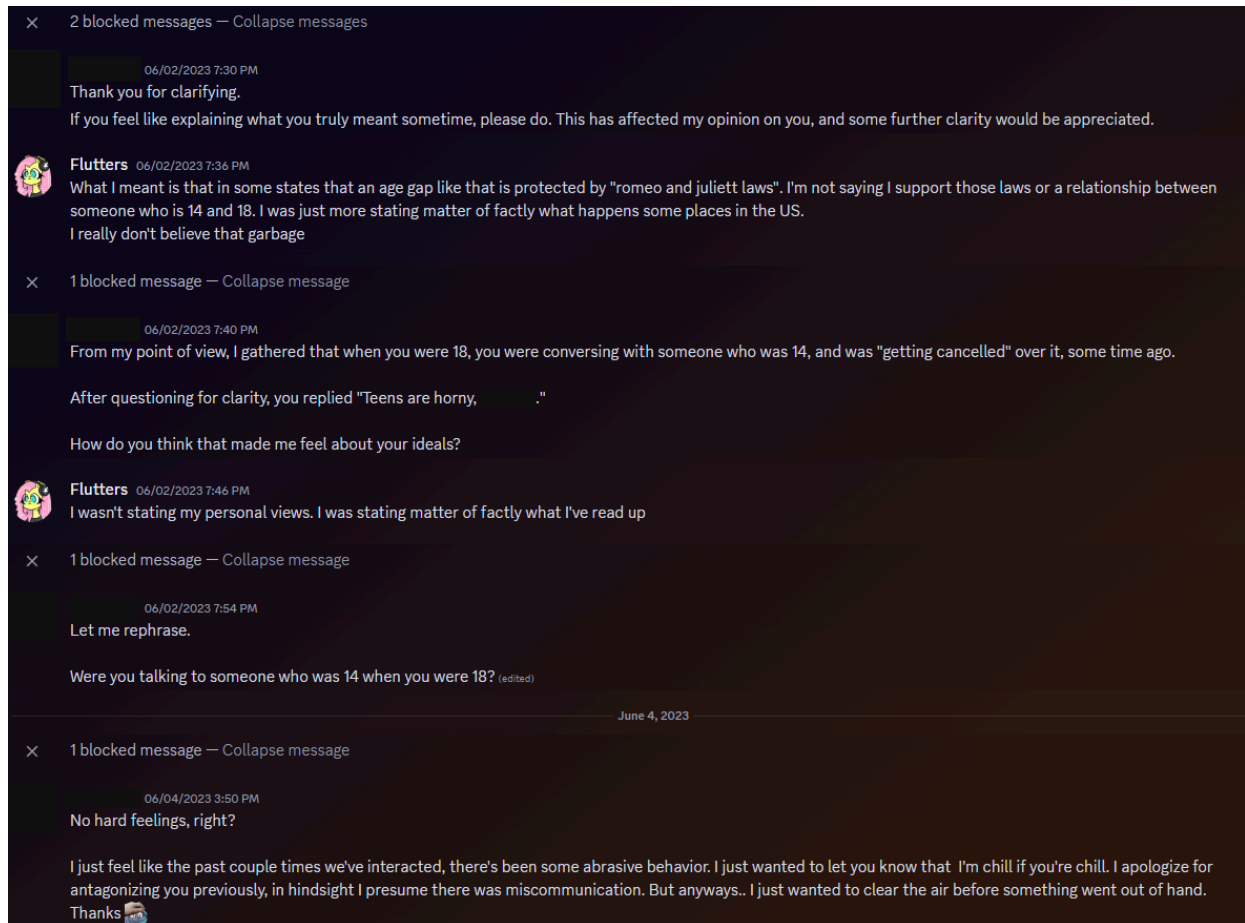 2 blocked messages — Collapse messages
06/02/2023 7:30 PM
Thank you for clarifying.
If you feel like explaining what you truly meant sometime, please do. This has affected my opinion on you, and some further clarity would be appreciated.
Flutters 06/02/2023 7:36 PM
What I meant is that in some states that an age gap like that is protected by "romeo and juliett laws". I'm not saying I support those laws or a relationship between
someone who is 14 and 18. I was just more stating matter of factly what happens some places in the US.
I really don't believe that garbage
1 blocked message — Collapse message
06/02/2023 7:40 PM
From my point of view, I gathered that when you were 18, you were conversing with someone who was 14, and was "getting cancelled" over it, some time ago.
After questioning for clarity, you replied "Teens are horny, ."
How do you think that made me feel about your ideals?
Flutters 06/02/2023 7:46 PM
I wasn't stating my personal views. I was stating matter of factly what I've read up
1 blocked message — Collapse message
06/02/2023 7:54 PM
Let me rephrase.
Were you talking to someone who was 14 when you were 18? (edited)
June 4, 2023
1 blocked message — Collapse message
06/04/2023 3:50 PM
No hard feelings, right?
I just feel like the past couple times we've interacted, there's been some abrasive behavior. I just wanted to let you know that I'm chill if you're chill. I apologize for
antagonizing you previously, in hindsight I presume there was miscommunication. But anyways.. I just wanted to clear the air before something went out of hand.
Thanks